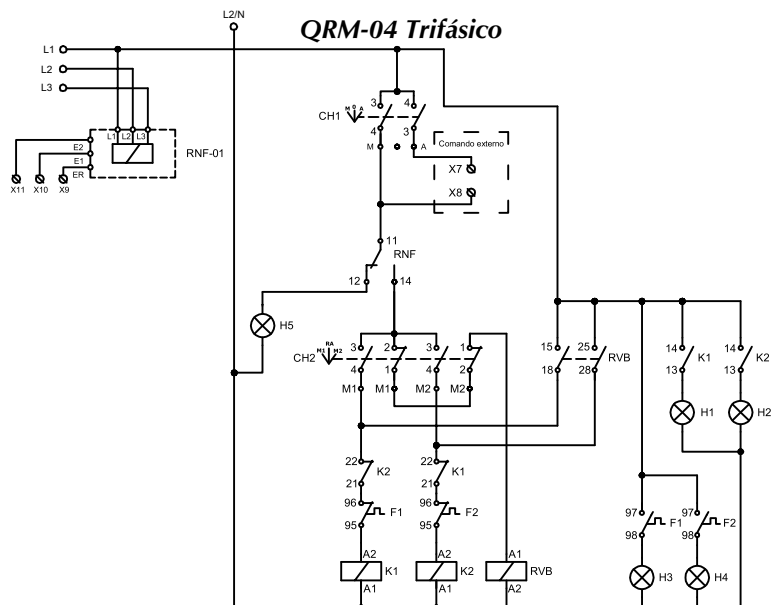 L2/N
QRM-04 Trifásico
L1
L2
L3
L1 L2 L3
E2
E1
ER
RNF-01
X11 X10 X9
3 4
CH1 M 0 A
4 3
M A
Comando externo
X7
X8
11
RNF
12 14
H5
CH2 M1 RA M2
3 2 3 1
4 1 4 2
M1 M1 M2 M2
15 25
RVB
18 28
14 14
K1 K2
13 13
H1 H2
22 22
K2 K1
21 21
96 96
F1 F2
95 95
97 97
F1 F2
98 98
A2 A2 A1
K1 K2 RVB
A1 A1 A2
H3 H4